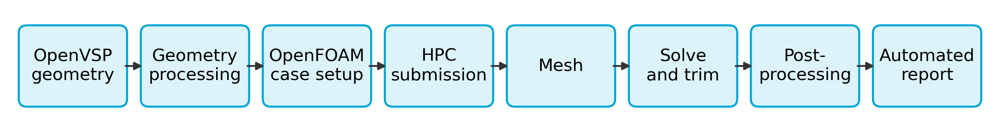 OpenVSP
geometry
Geometry
processing
OpenFOAM
case setup
HPC
submission
Mesh
Solve
and trim
Post-
processing
Automated
report